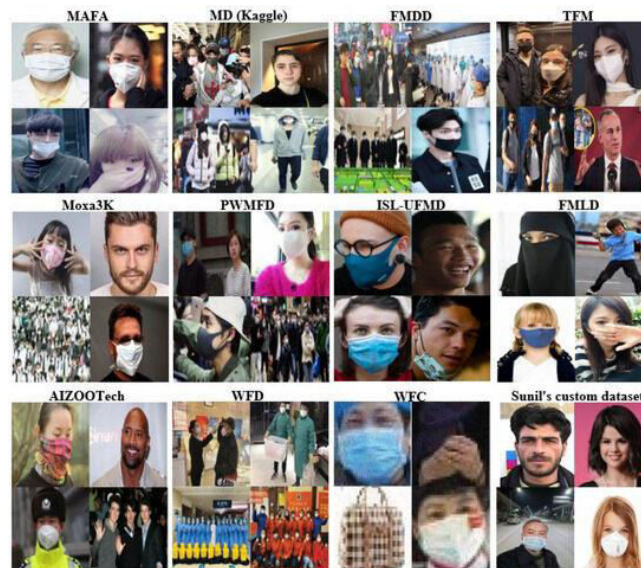 MAFA MD (Kaggle) FMDD TFM
Moxa3K PWMFD ISL-UFMD FMLD
AIZOOTech WFD WFC Sunil's custom dataset